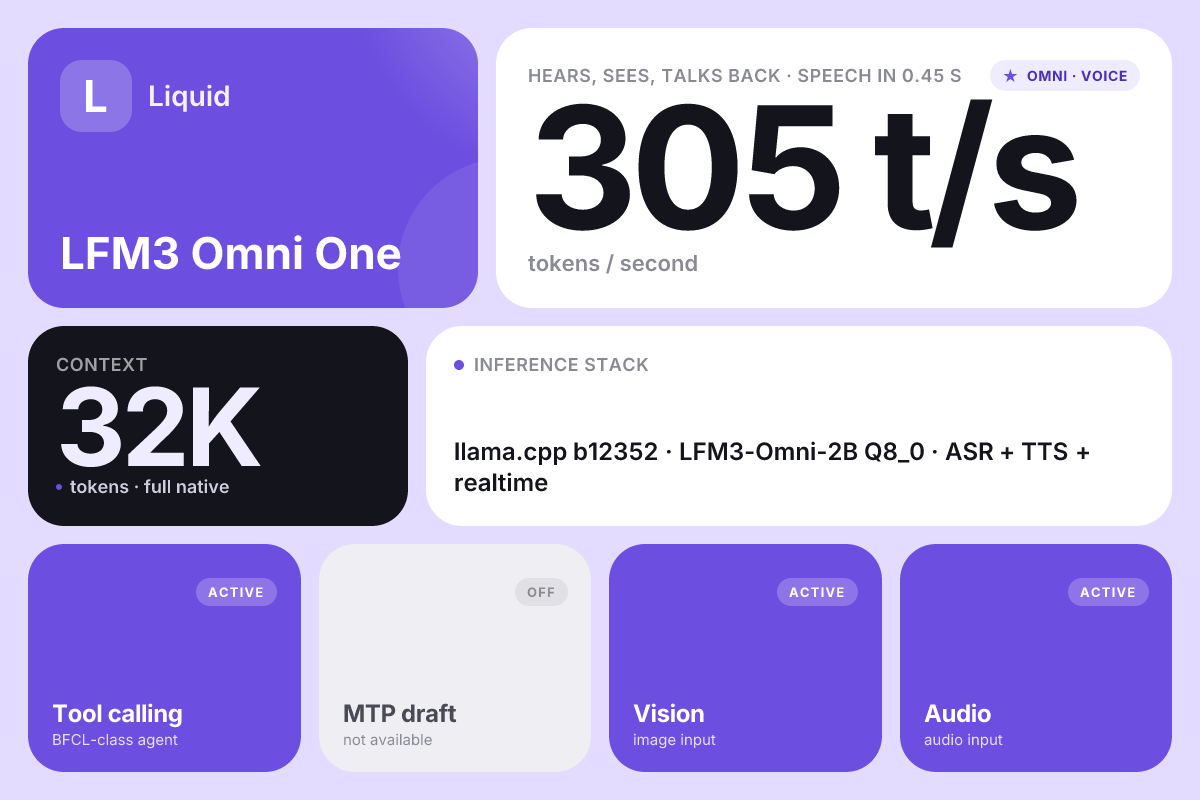 L
Liquid
LFM3 Omni One
HEARS, SEES, TALKS BACK · SPEECH IN 0.45 S
★ OMNI · VOICE
305 t/s
tokens / second
CONTEXT
32K
tokens · full native
INFERENCE STACK
llama.cpp b12352 · LFM3-Omni-2B Q8_0 · ASR + TTS +
realtime
ACTIVE
Tool calling
BFCL-class agent
OFF
MTP draft
not available
ACTIVE
Vision
image input
ACTIVE
Audio
audio input